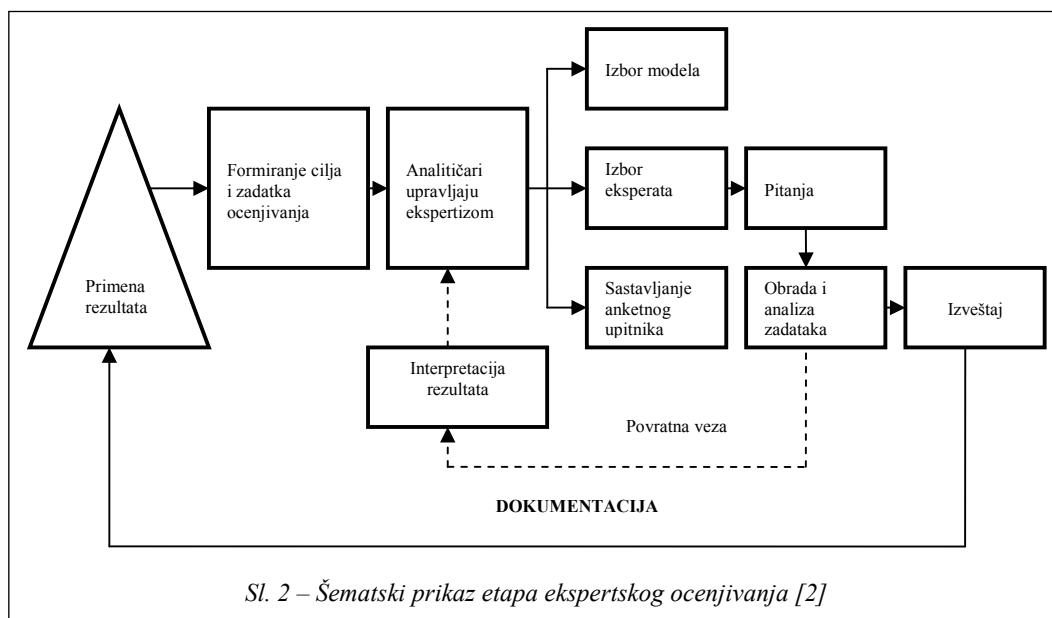 Izbor modela
Formiranje cilja
i zadatka
ocenjivanja
Analitičari
upravljaju
ekspertizom
Izbor
eksperata
Pitanja
Primena
rezultata
Sastavljanje
anketnog
upitnika
Obrada i
analiza
zadataka
Izveštaj
Interpretacija
rezultata
Povratna veza
DOKUMENTACIJA
Sl. 2 – Šematski prikaz etapa ekspertskog ocenjivanja [2]